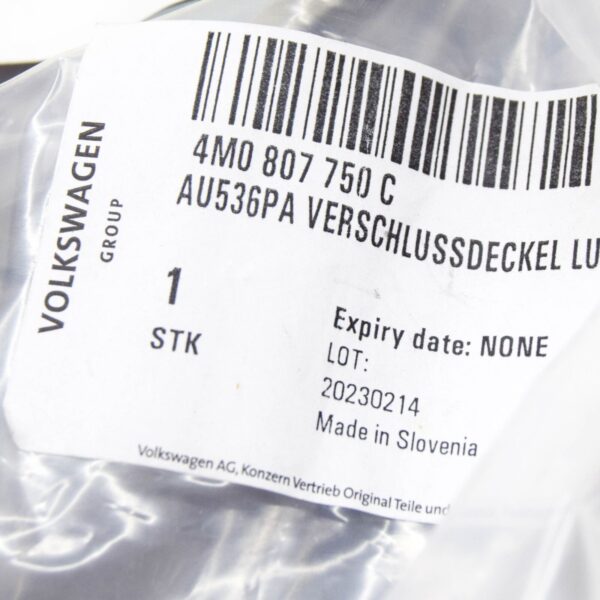 VOLKSWAGEN
GROUP
4M0 807 750 C
AU536PA VERSCHLUSSDECKEL LU
1
STK
Expiry date: NONE
LOT:
20230214
Made in Slovenia
Volkswagen AG, Konzern Vertrieb Original Teile und